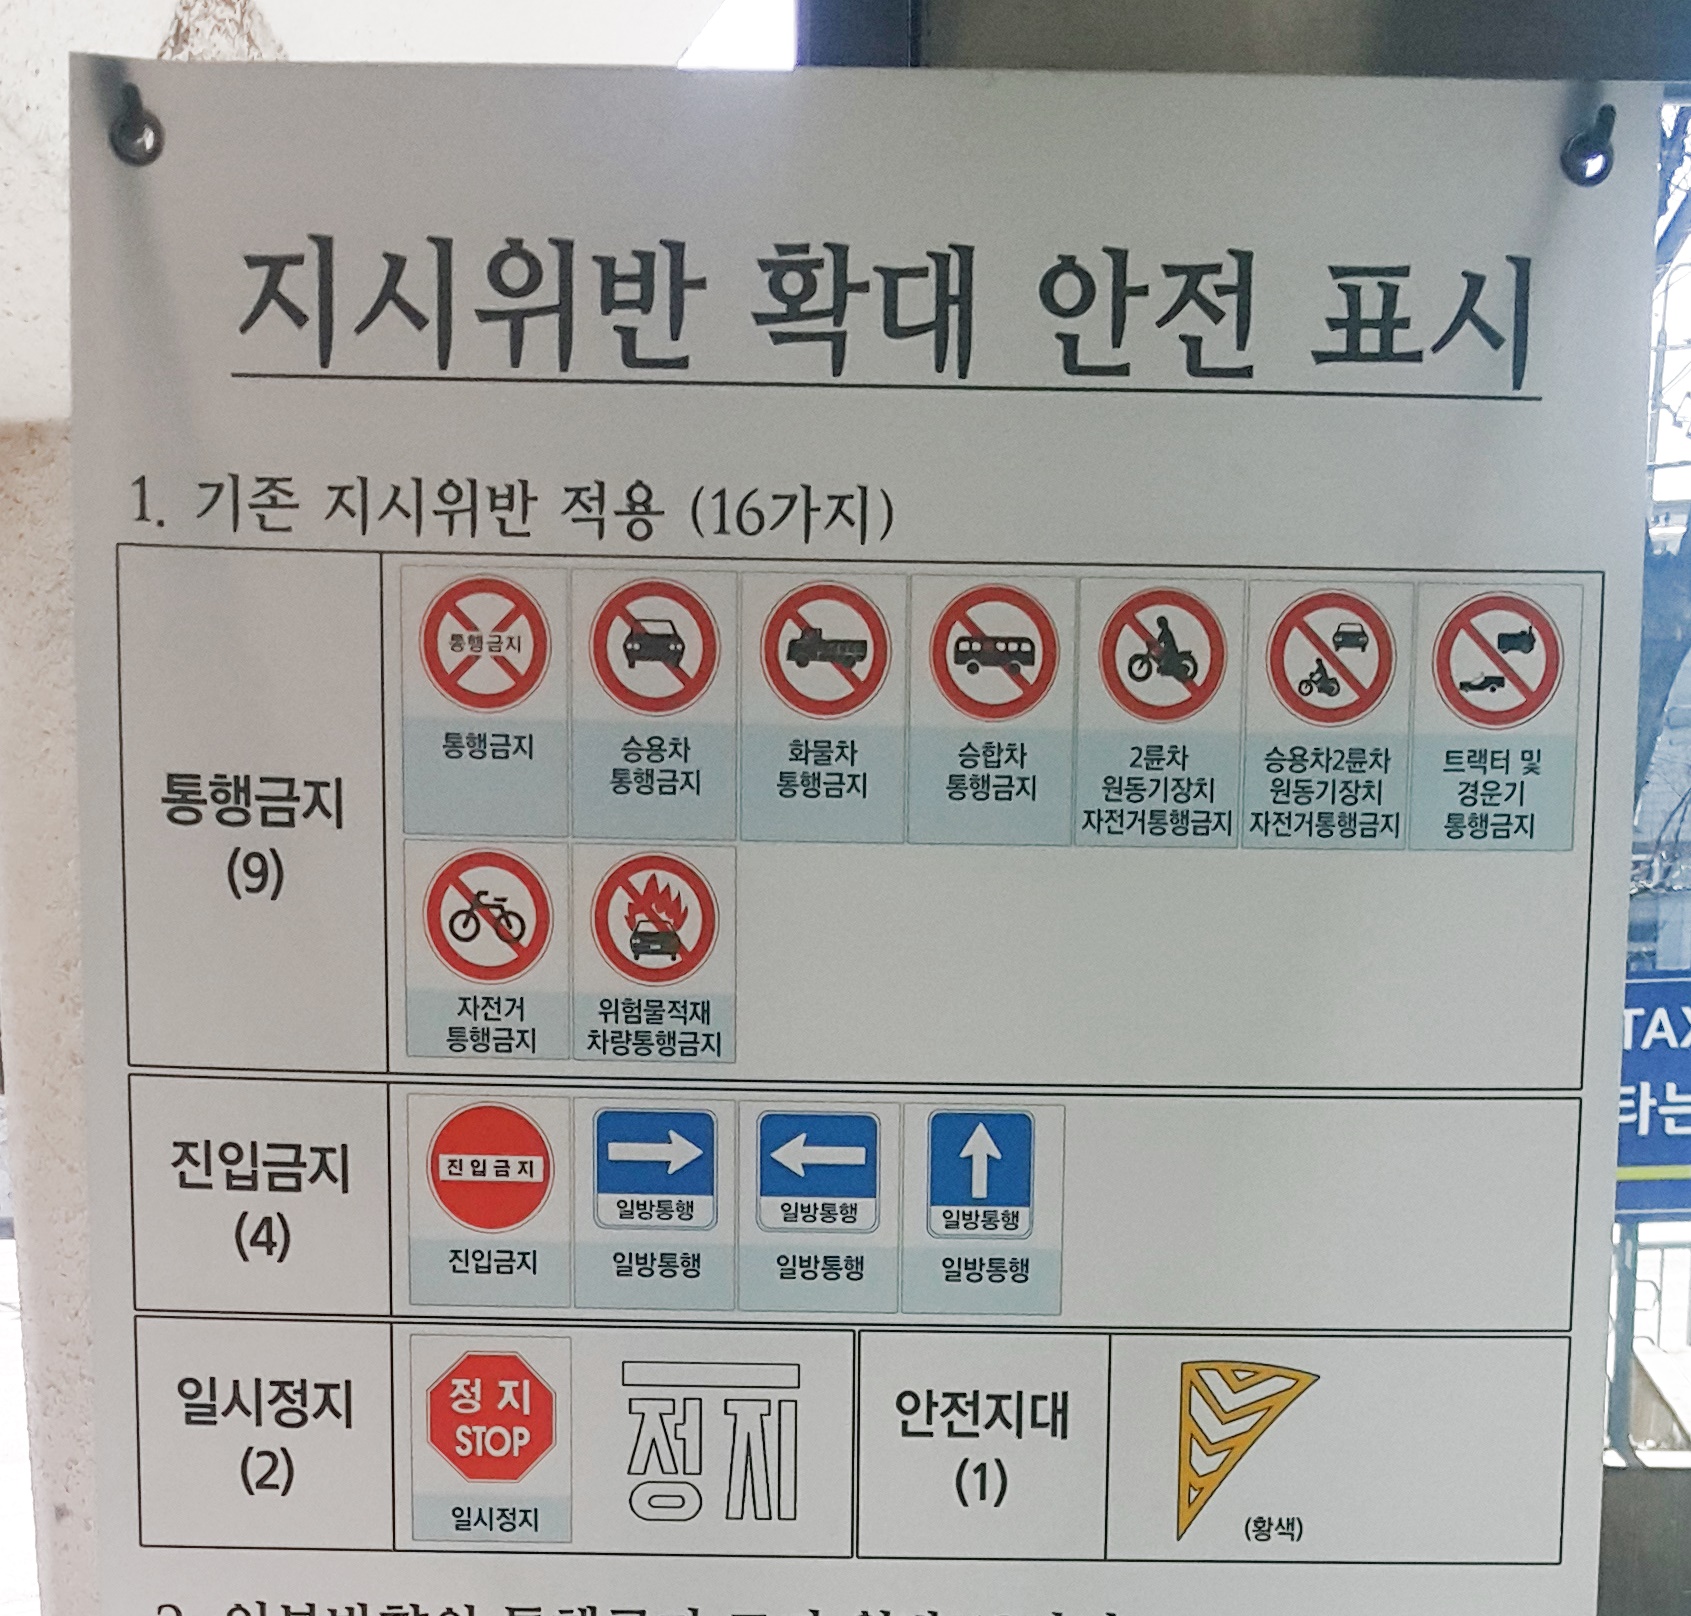 지시위반 확대 안전 표시
1. 기존 지시위반 적용 (16가지)
통행금지
(9)
통행금지
통행금지
승용차
통행금지
화물차
통행금지
승합차
통행금지
2륜차
원동기장치
자전거통행금지
승용차2륜차
원동기장치
자전거통행금지
트랙터 및
경운기
통행금지
자전거
통행금지
위험물적재
차량통행금지
진입금지
(4)
진입금지
진입금지
일방통행
일방통행
일방통행
일방통행
일방통행
일방통행
일시정지
(2)
정지
STOP
일시정지
정지
안전지대
(1)
(황색)
TAX
타는